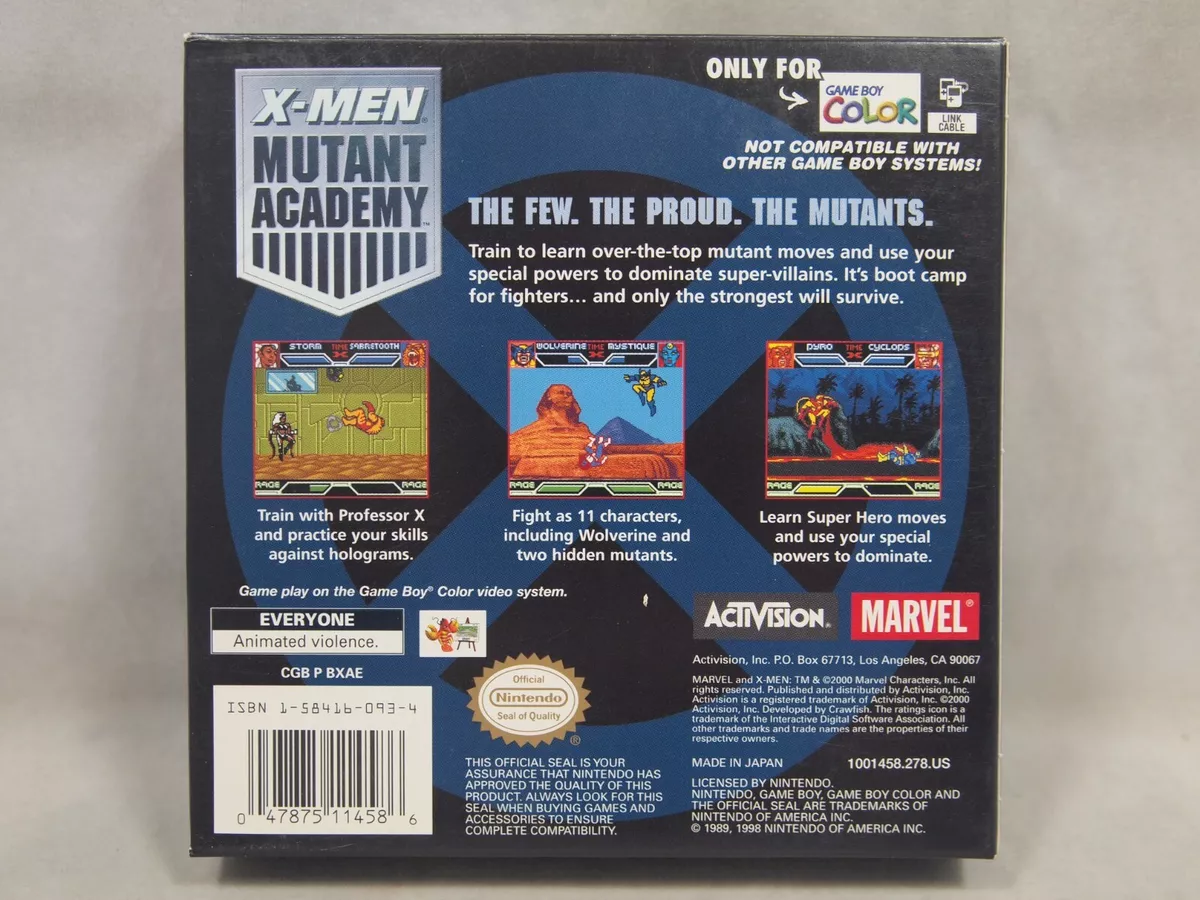 X-MEN
MUTANT
ACADEMY™
ONLY FOR
GAME BOY
COLOR
LINK
CABLE
NOT COMPATIBLE WITH
OTHER GAME BOY SYSTEMS!
THE FEW. THE PROUD. THE MUTANTS.
Train to learn over-the-top mutant moves and use your
special powers to dominate super-villains. It's boot camp
for fighters... and only the strongest will survive.
STORM TIME SABRETOOTH
X
RAGE RAGE
WOLVERINE TIME MYSTIQUE
X
RAGE RAGE
PYRO TIME CYCLOPS
X
RAGE RAGE
Train with Professor X
and practice your skills
against holograms.
Fight as 11 characters,
including Wolverine and
two hidden mutants.
Learn Super Hero moves
and use your special
powers to dominate.
Game play on the Game Boy® Color video system.
EVERYONE
Animated violence.
CGB P BXAE
ISBN 1-58416-093-4
0 47875 11458 6
Official
Nintendo
Seal of Quality
®
THIS OFFICIAL SEAL IS YOUR
ASSURANCE THAT NINTENDO HAS
APPROVED THE QUALITY OF THIS
PRODUCT. ALWAYS LOOK FOR THIS
SEAL WHEN BUYING GAMES AND
ACCESSORIES TO ENSURE
COMPLETE COMPATIBILITY.
ACTIVISION®
MARVEL®
Activision, Inc. P.O. Box 67713, Los Angeles, CA 90067
MARVEL and X-MEN: TM & ©2000 Marvel Characters, Inc. All
rights reserved. Published and distributed by Activision, Inc.
Activision is a registered trademark of Activision, Inc. ©2000
Activision, Inc. Developed by Crawfish. The ratings icon is a
trademark of the Interactive Digital Software Association. All
other trademarks and trade names are the properties of their
respective owners.
MADE IN JAPAN 1001458.278.US
LICENSED BY NINTENDO.
NINTENDO, GAME BOY, GAME BOY COLOR AND
THE OFFICIAL SEAL ARE TRADEMARKS OF
NINTENDO OF AMERICA INC.
© 1989, 1998 NINTENDO OF AMERICA INC.